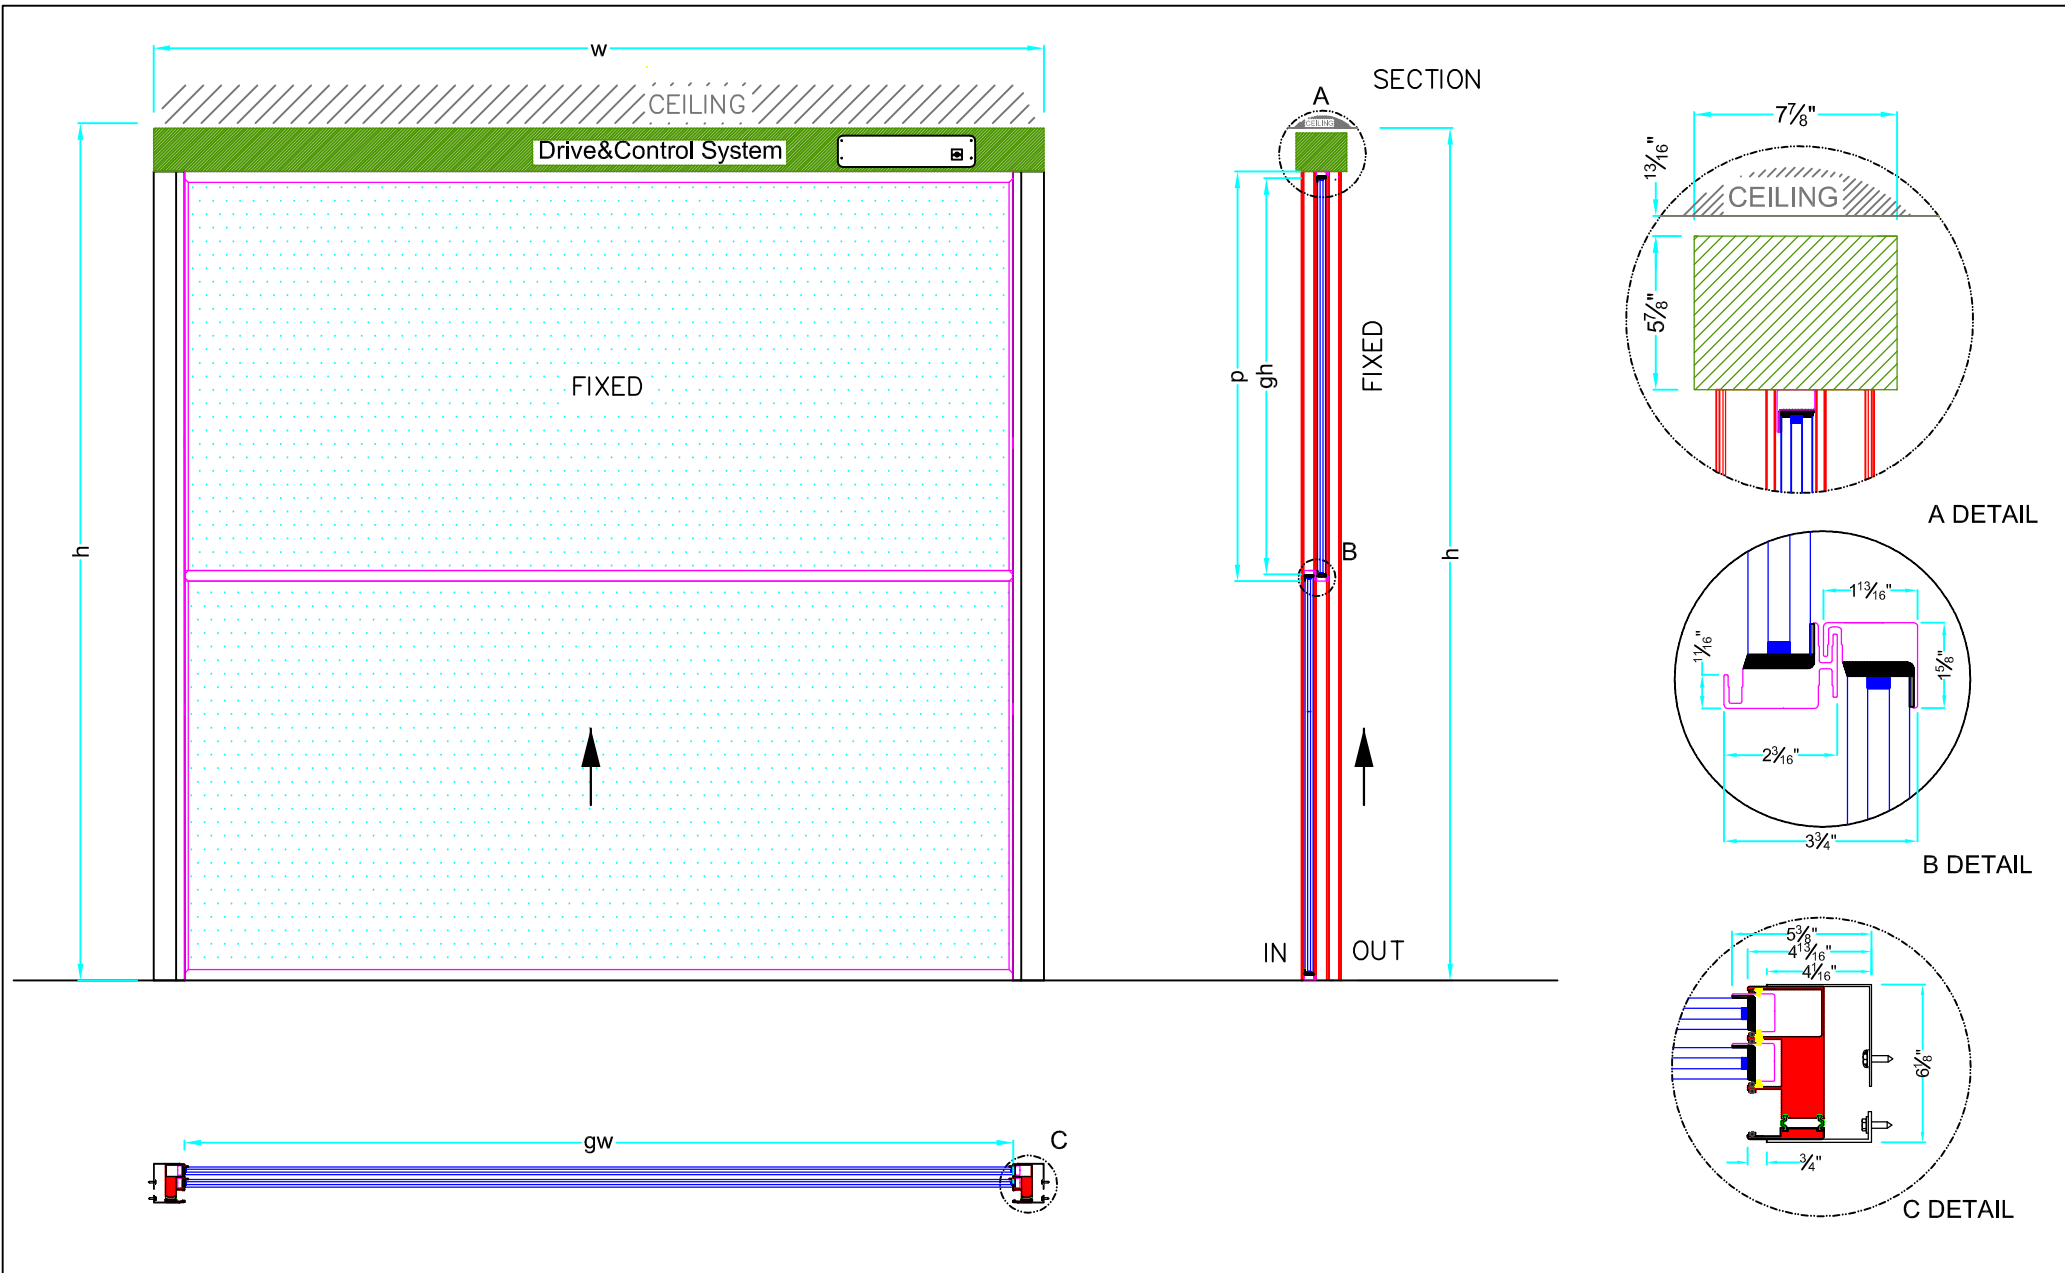 w
CEILING
Drive&Control System
h
FIXED
gw
C
SECTION
A
CEILING
p
gh
FIXED
B
h
IN
OUT
7⅞"
1³⁄₁₆"
CEILING
5⅞"
A DETAIL
1¹³⁄₁₆"
¹¹⁄₁₆"
1⅝"
2³⁄₁₆"
3¾"
B DETAIL
5⅜"
4¹³⁄₁₆"
4¹⁄₁₆"
6⅛"
¾"
C DETAIL